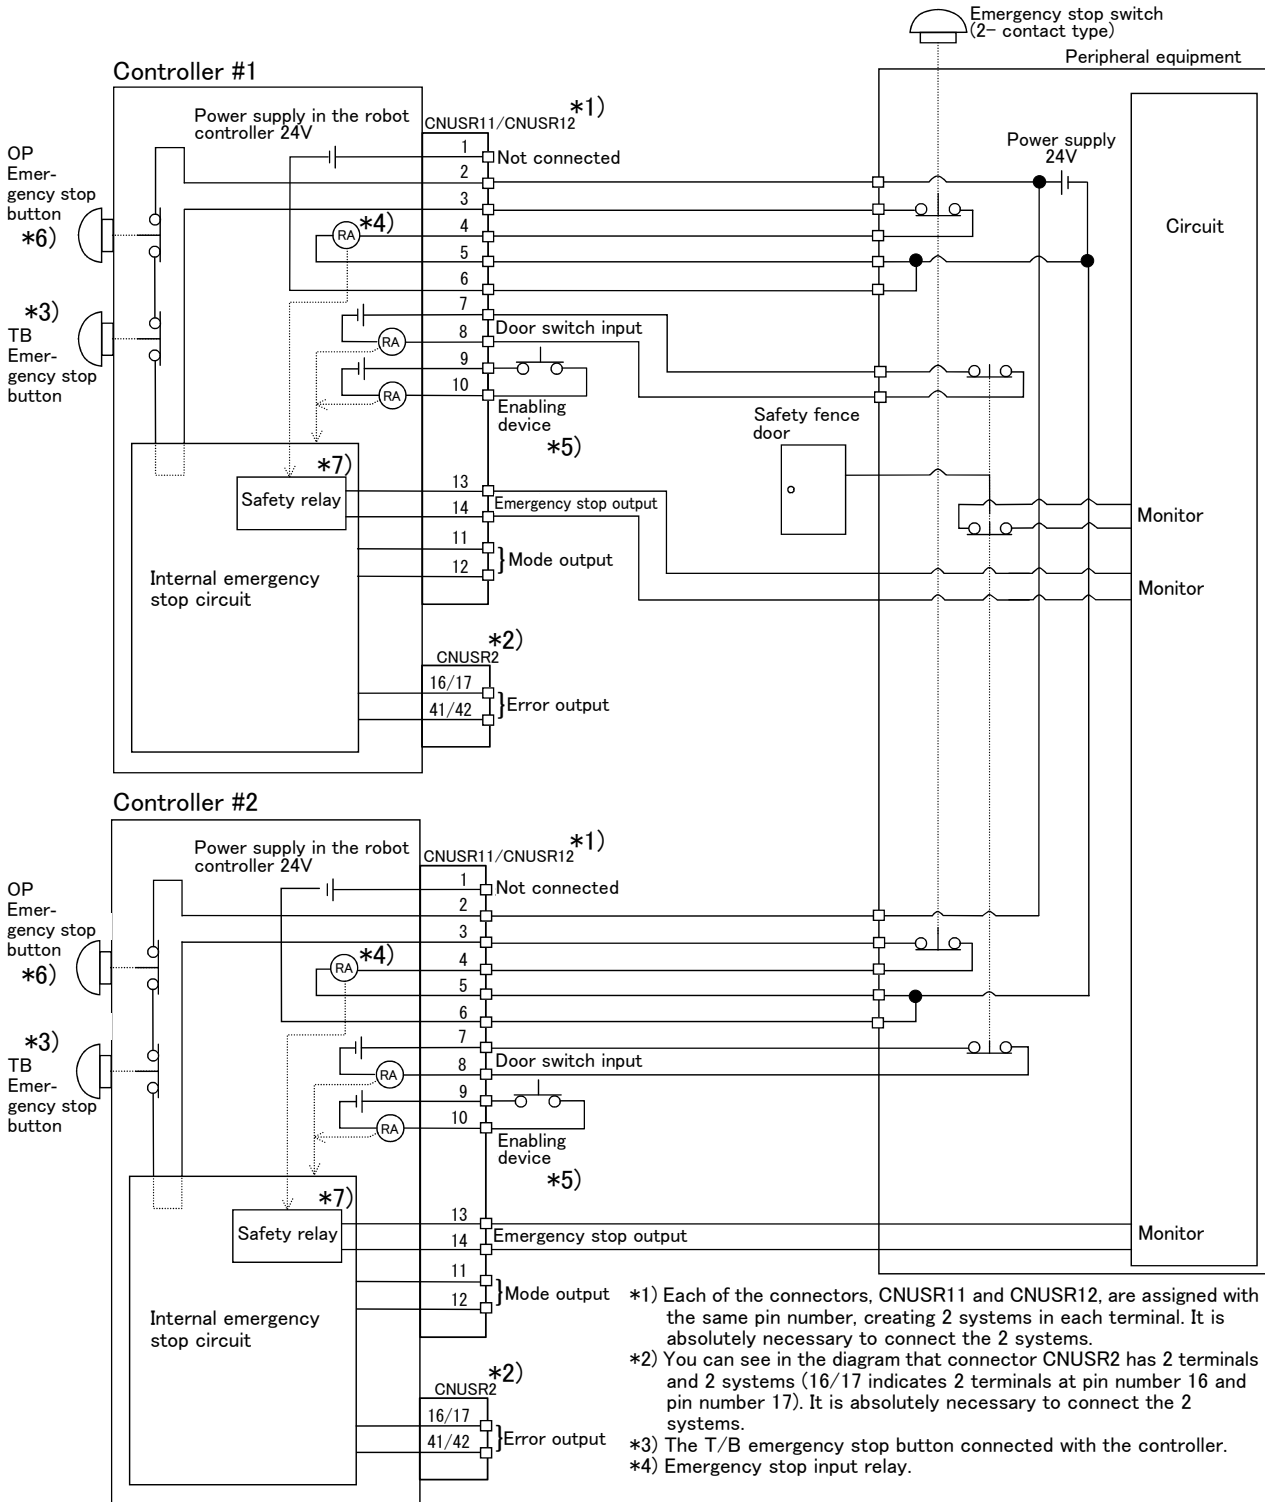 Emergency stop switch
(2- contact type)
Peripheral equipment
Controller #1
Power supply in the robot
controller 24V
*1)
CNUSR11/CNUSR12
OP
Emer-
gency stop
button
*6)
*3)
TB
Emer-
gency stop
button
1
Not connected
2
3
RA
*4)
4
5
6
7
RA
8
Door switch input
9
RA
10
Enabling
device
*5)
Power supply
24V
Circuit
Safety fence
door
*7)
Safety relay
13
14
Emergency stop output
11
12
Mode output
Monitor
Monitor
Internal emergency
stop circuit
*2)
CNUSR2
16/17
41/42
Error output
Controller #2
Power supply in the robot
controller 24V
*1)
CNUSR11/CNUSR12
OP
Emer-
gency stop
button
*6)
*3)
TB
Emer-
gency stop
button
1
Not connected
2
3
RA
*4)
4
5
6
7
RA
8
Door switch input
9
RA
10
Enabling
device
*5)
*7)
Safety relay
13
14
Emergency stop output
11
12
Mode output
Monitor
Internal emergency
stop circuit
*2)
CNUSR2
16/17
41/42
Error output
*1) Each of the connectors, CNUSR11 and CNUSR12, are assigned with
the same pin number, creating 2 systems in each terminal. It is
absolutely necessary to connect the 2 systems.
*2) You can see in the diagram that connector CNUSR2 has 2 terminals
and 2 systems (16/17 indicates 2 terminals at pin number 16 and
pin number 17). It is absolutely necessary to connect the 2
systems.
*3) The T/B emergency stop button connected with the controller.
*4) Emergency stop input relay.